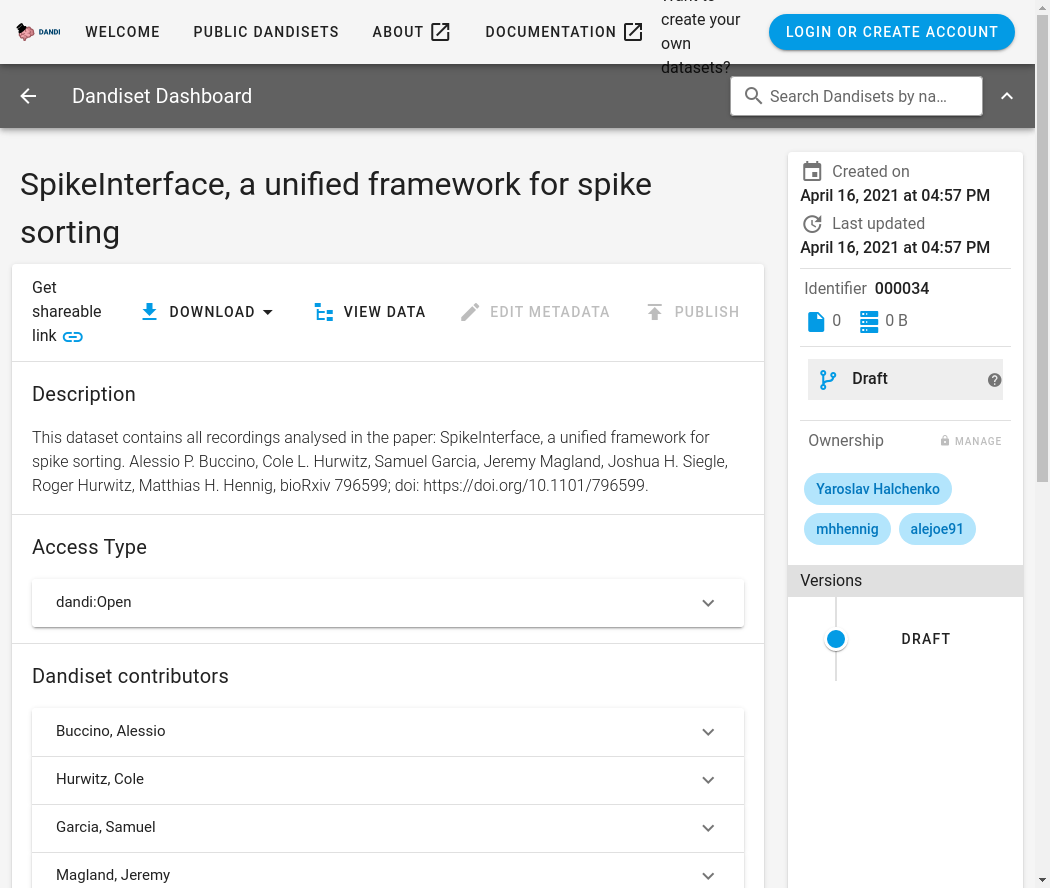 DANDI
WELCOME
PUBLIC DANDISETS
ABOUT
DOCUMENTATION
create your
own
datasets?
LOGIN OR CREATE ACCOUNT
Dandiset Dashboard
Search Dandisets by na...
SpikeInterface, a unified framework for spike
sorting
Get
shareable
link
DOWNLOAD
VIEW DATA
EDIT METADATA
PUBLISH
Description
This dataset contains all recordings analysed in the paper: SpikeInterface, a unified framework for
spike sorting. Alessio P. Buccino, Cole L. Hurwitz, Samuel Garcia, Jeremy Magland, Joshua H. Siegle,
Roger Hurwitz, Matthias H. Hennig, bioRxiv 796599; doi: https://doi.org/10.1101/796599.
Access Type
dandi:Open
Dandiset contributors
Buccino, Alessio
Hurwitz, Cole
Garcia, Samuel
Magland, Jeremy
Created on
April 16, 2021 at 04:57 PM
Last updated
April 16, 2021 at 04:57 PM
Identifier 000034
0
0 B
Draft
Ownership
MANAGE
Yaroslav Halchenko
mhhennig
alejoe91
Versions
DRAFT